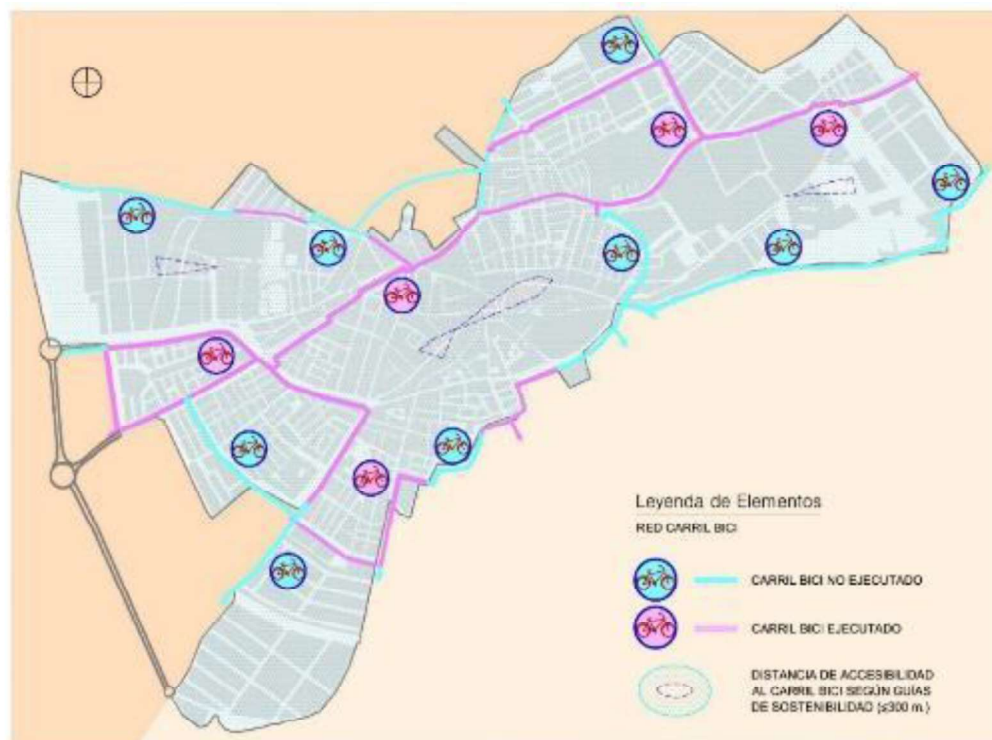 Leyenda de Elementos
RED CARRIL BICI
CARRIL BICI NO EJECUTADO
CARRIL BICI EJECUTADO
DISTANCIA DE ACCESIBILIDAD
AL CARRIL BICI SEGÚN GUÍAS
DE SOSTENIBILIDAD (≤300 m.)